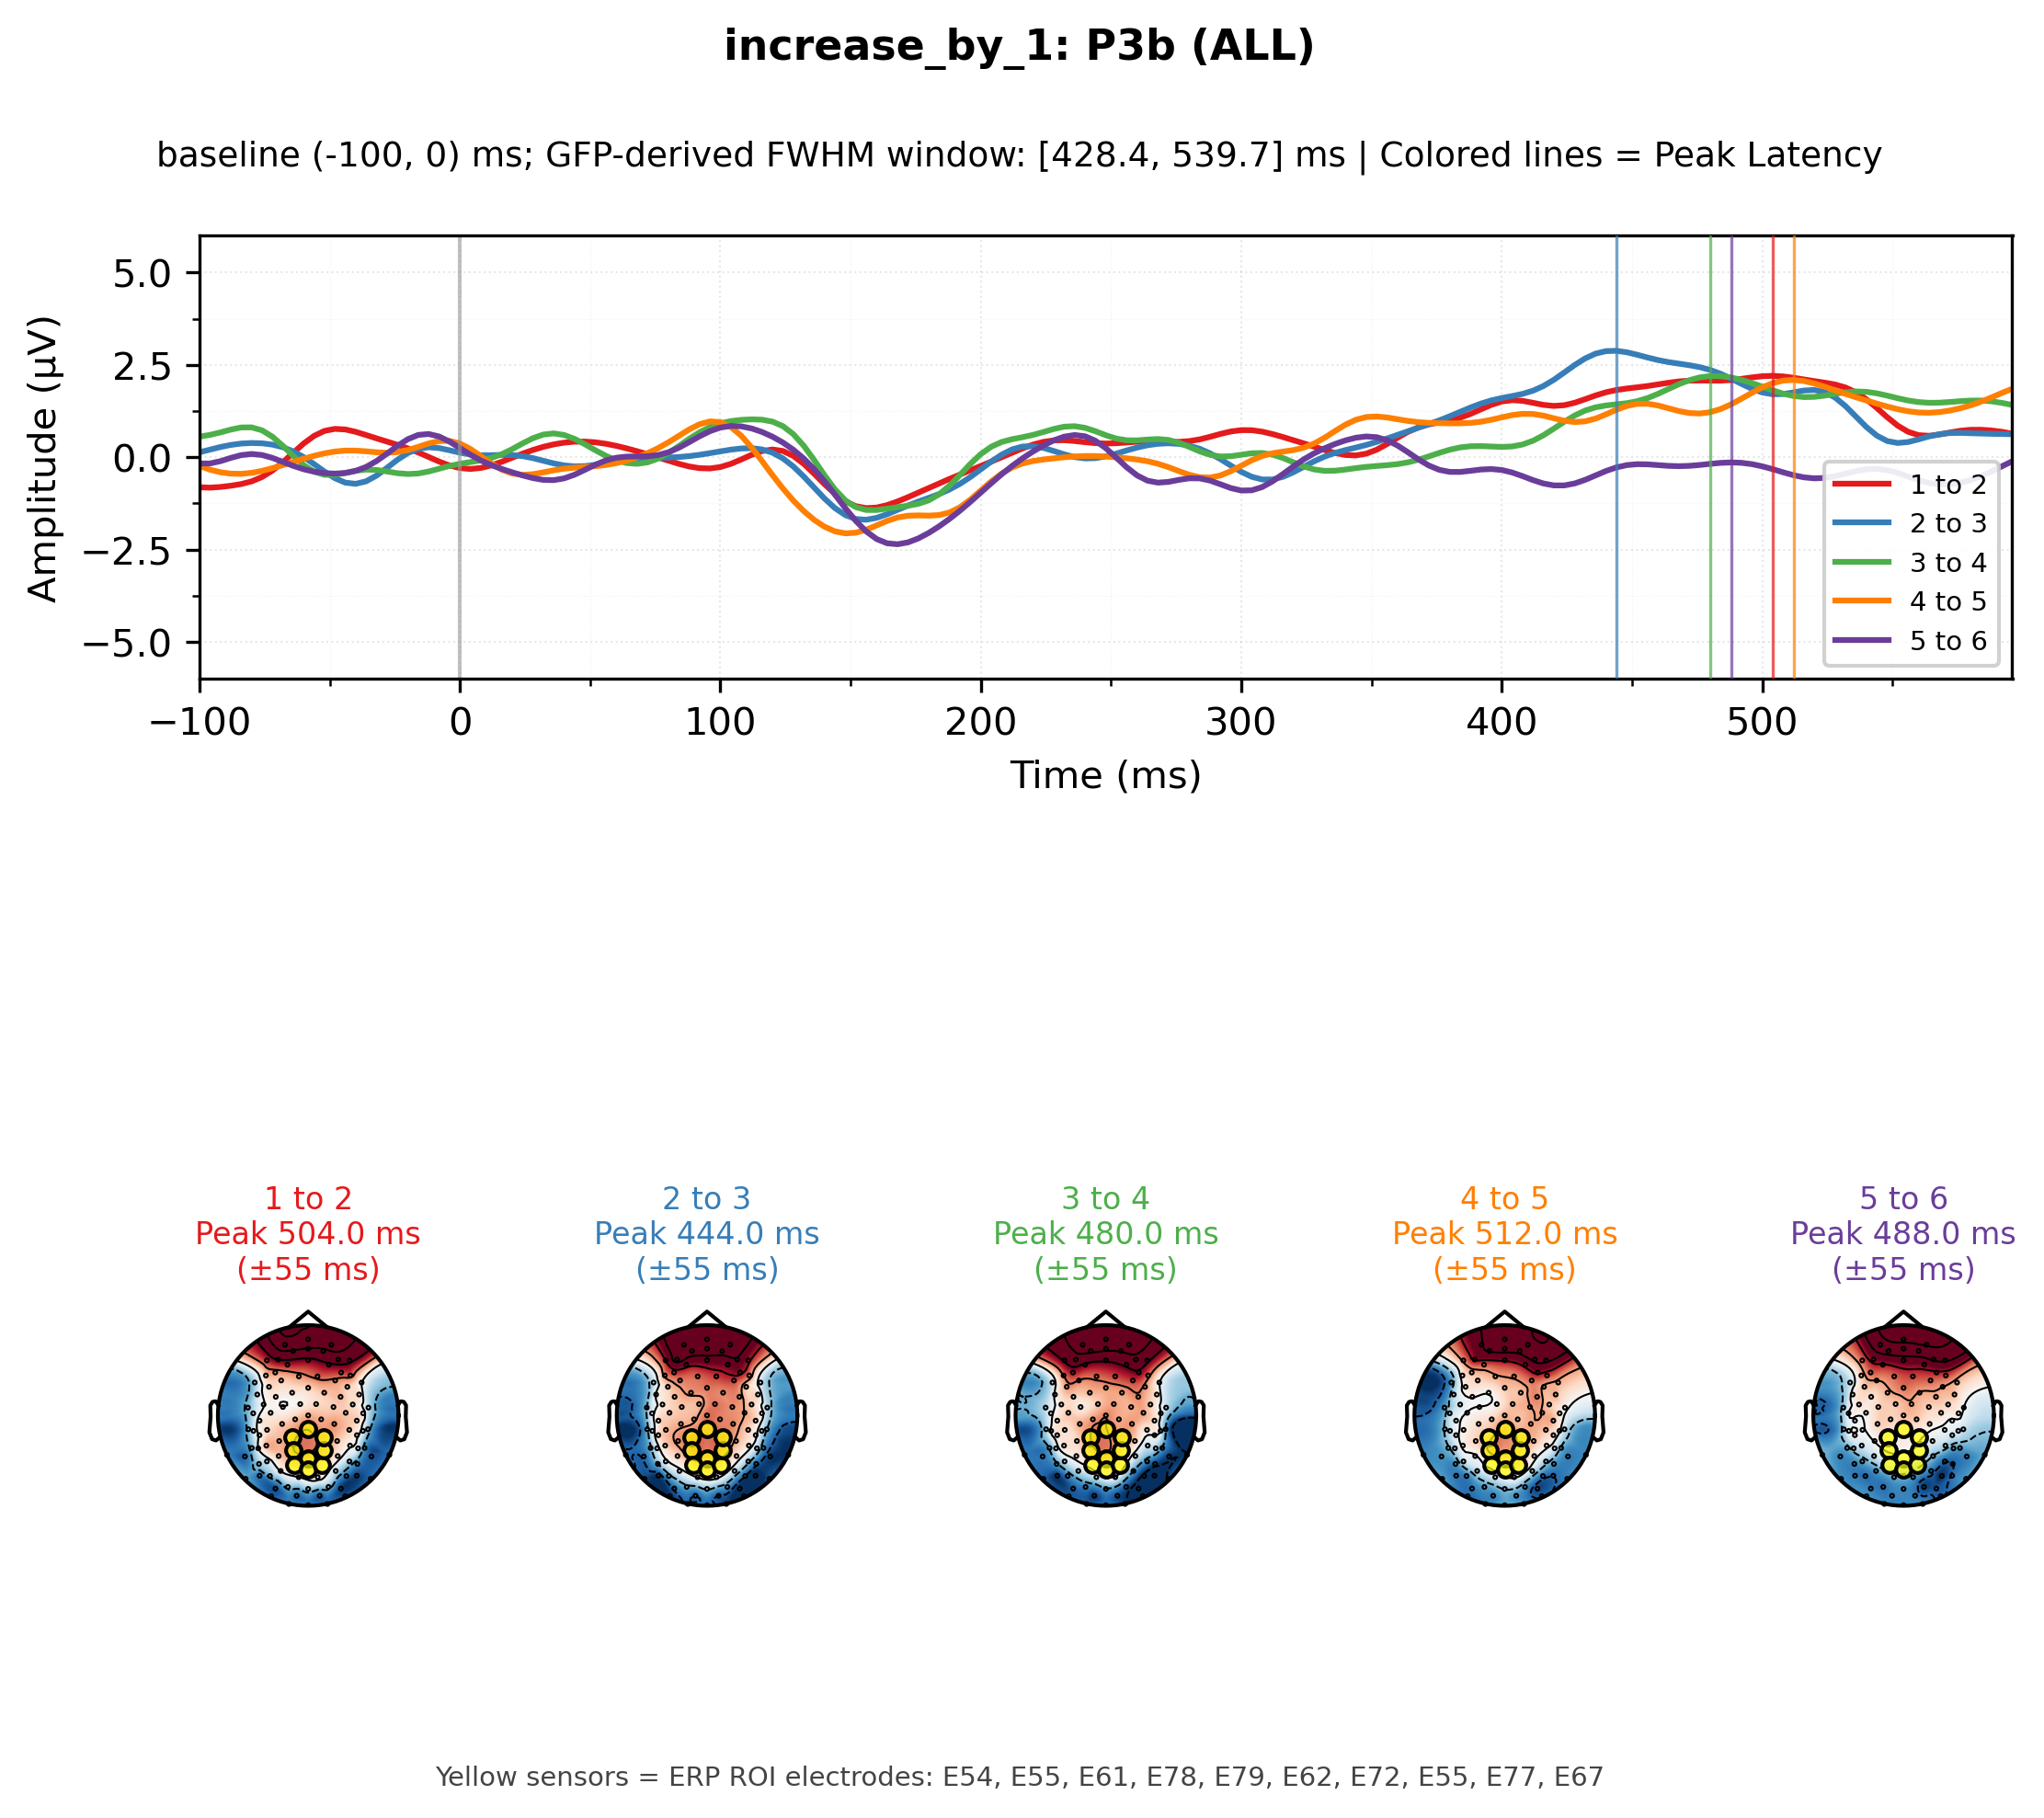 increase_by_1: P3b (ALL)
baseline (-100, 0) ms; GFP-derived FWHM window: [428.4, 539.7] ms | Colored lines = Peak Latency
Amplitude (µV)
5.0
2.5
0.0
−2.5
−5.0
−100
0
100
200
300
400
500
Time (ms)
1 to 2
2 to 3
3 to 4
4 to 5
5 to 6
1 to 2
Peak 504.0 ms
(±55 ms)
2 to 3
Peak 444.0 ms
(±55 ms)
3 to 4
Peak 480.0 ms
(±55 ms)
4 to 5
Peak 512.0 ms
(±55 ms)
5 to 6
Peak 488.0 ms
(±55 ms)
Yellow sensors = ERP ROI electrodes: E54, E55, E61, E78, E79, E62, E72, E55, E77, E67